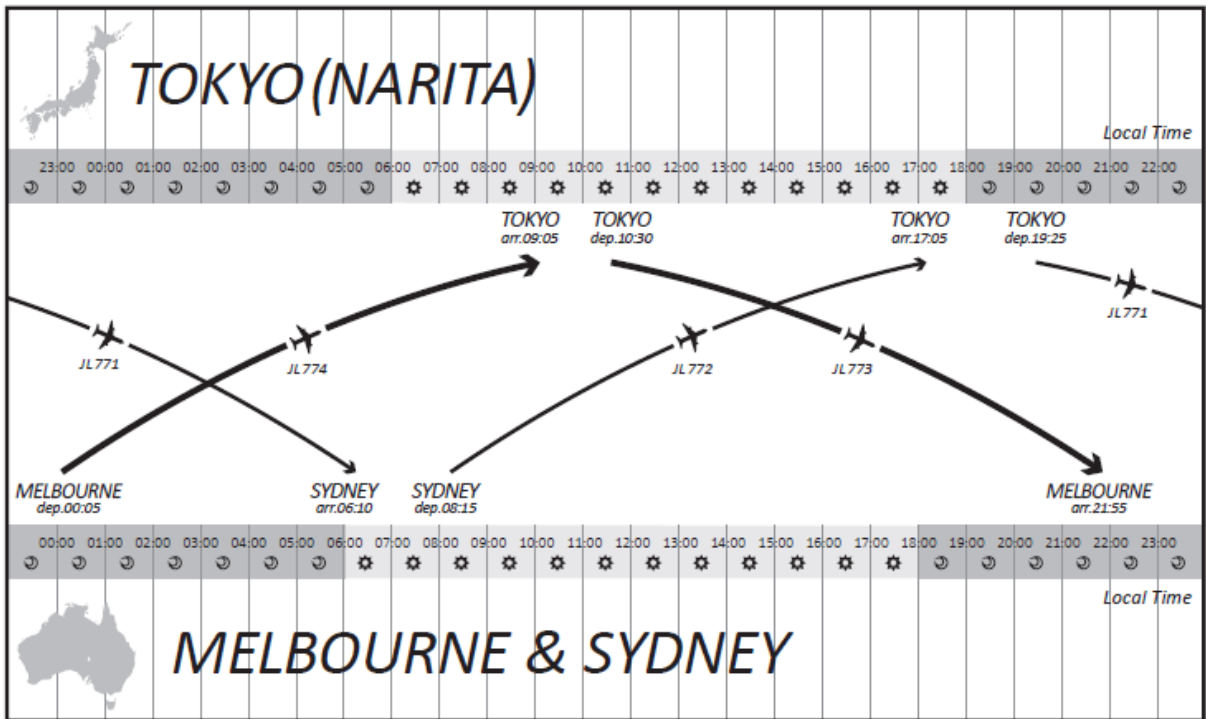 TOKYO (NARITA)
Local Time
23:00 00:00 01:00 02:00 03:00 04:00 05:00 06:00 07:00 08:00 09:00 10:00 11:00 12:00 13:00 14:00 15:00 16:00 17:00 18:00 19:00 20:00 21:00 22:00
TOKYO TOKYO TOKYO TOKYO
arr.09:05 dep.10:30 arr.17:05 dep.19:25
JL771
JL771 JL774 JL772 JL773
MELBOURNE SYDNEY SYDNEY MELBOURNE
dep.00:05 arr.06:10 dep.08:15 arr.21:55
00:00 01:00 02:00 03:00 04:00 05:00 06:00 07:00 08:00 09:00 10:00 11:00 12:00 13:00 14:00 15:00 16:00 17:00 18:00 19:00 20:00 21:00 22:00 23:00
Local Time
MELBOURNE & SYDNEY